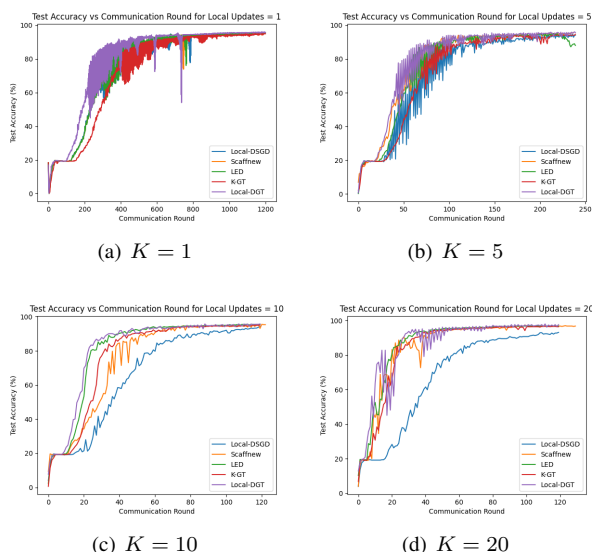 Test Accuracy vs Communication Round for Local Updates = 1
Test Accuracy (%)
100
80
60
40
20
0
Local-DSGD
Scaffnew
LED
K-GT
Local-DGT
0 200 400 600 800 1000 1200
Communication Round
(a) K = 1
Test Accuracy vs Communication Round for Local Updates = 5
Test Accuracy (%)
100
80
60
40
20
0
Local-DSGD
Scaffnew
LED
K-GT
Local-DGT
0 50 100 150 200 250
Communication Round
(b) K = 5
Test Accuracy vs Communication Round for Local Updates = 10
Test Accuracy (%)
100
80
60
40
20
0
Local-DSGD
Scaffnew
LED
K-GT
Local-DGT
0 20 40 60 80 100 120
Communication Round
(c) K = 10
Test Accuracy vs Communication Round for Local Updates = 20
Test Accuracy (%)
100
80
60
40
20
0
Local-DSGD
Scaffnew
LED
K-GT
Local-DGT
0 20 40 60 80 100 120
Communication Round
(d) K = 20